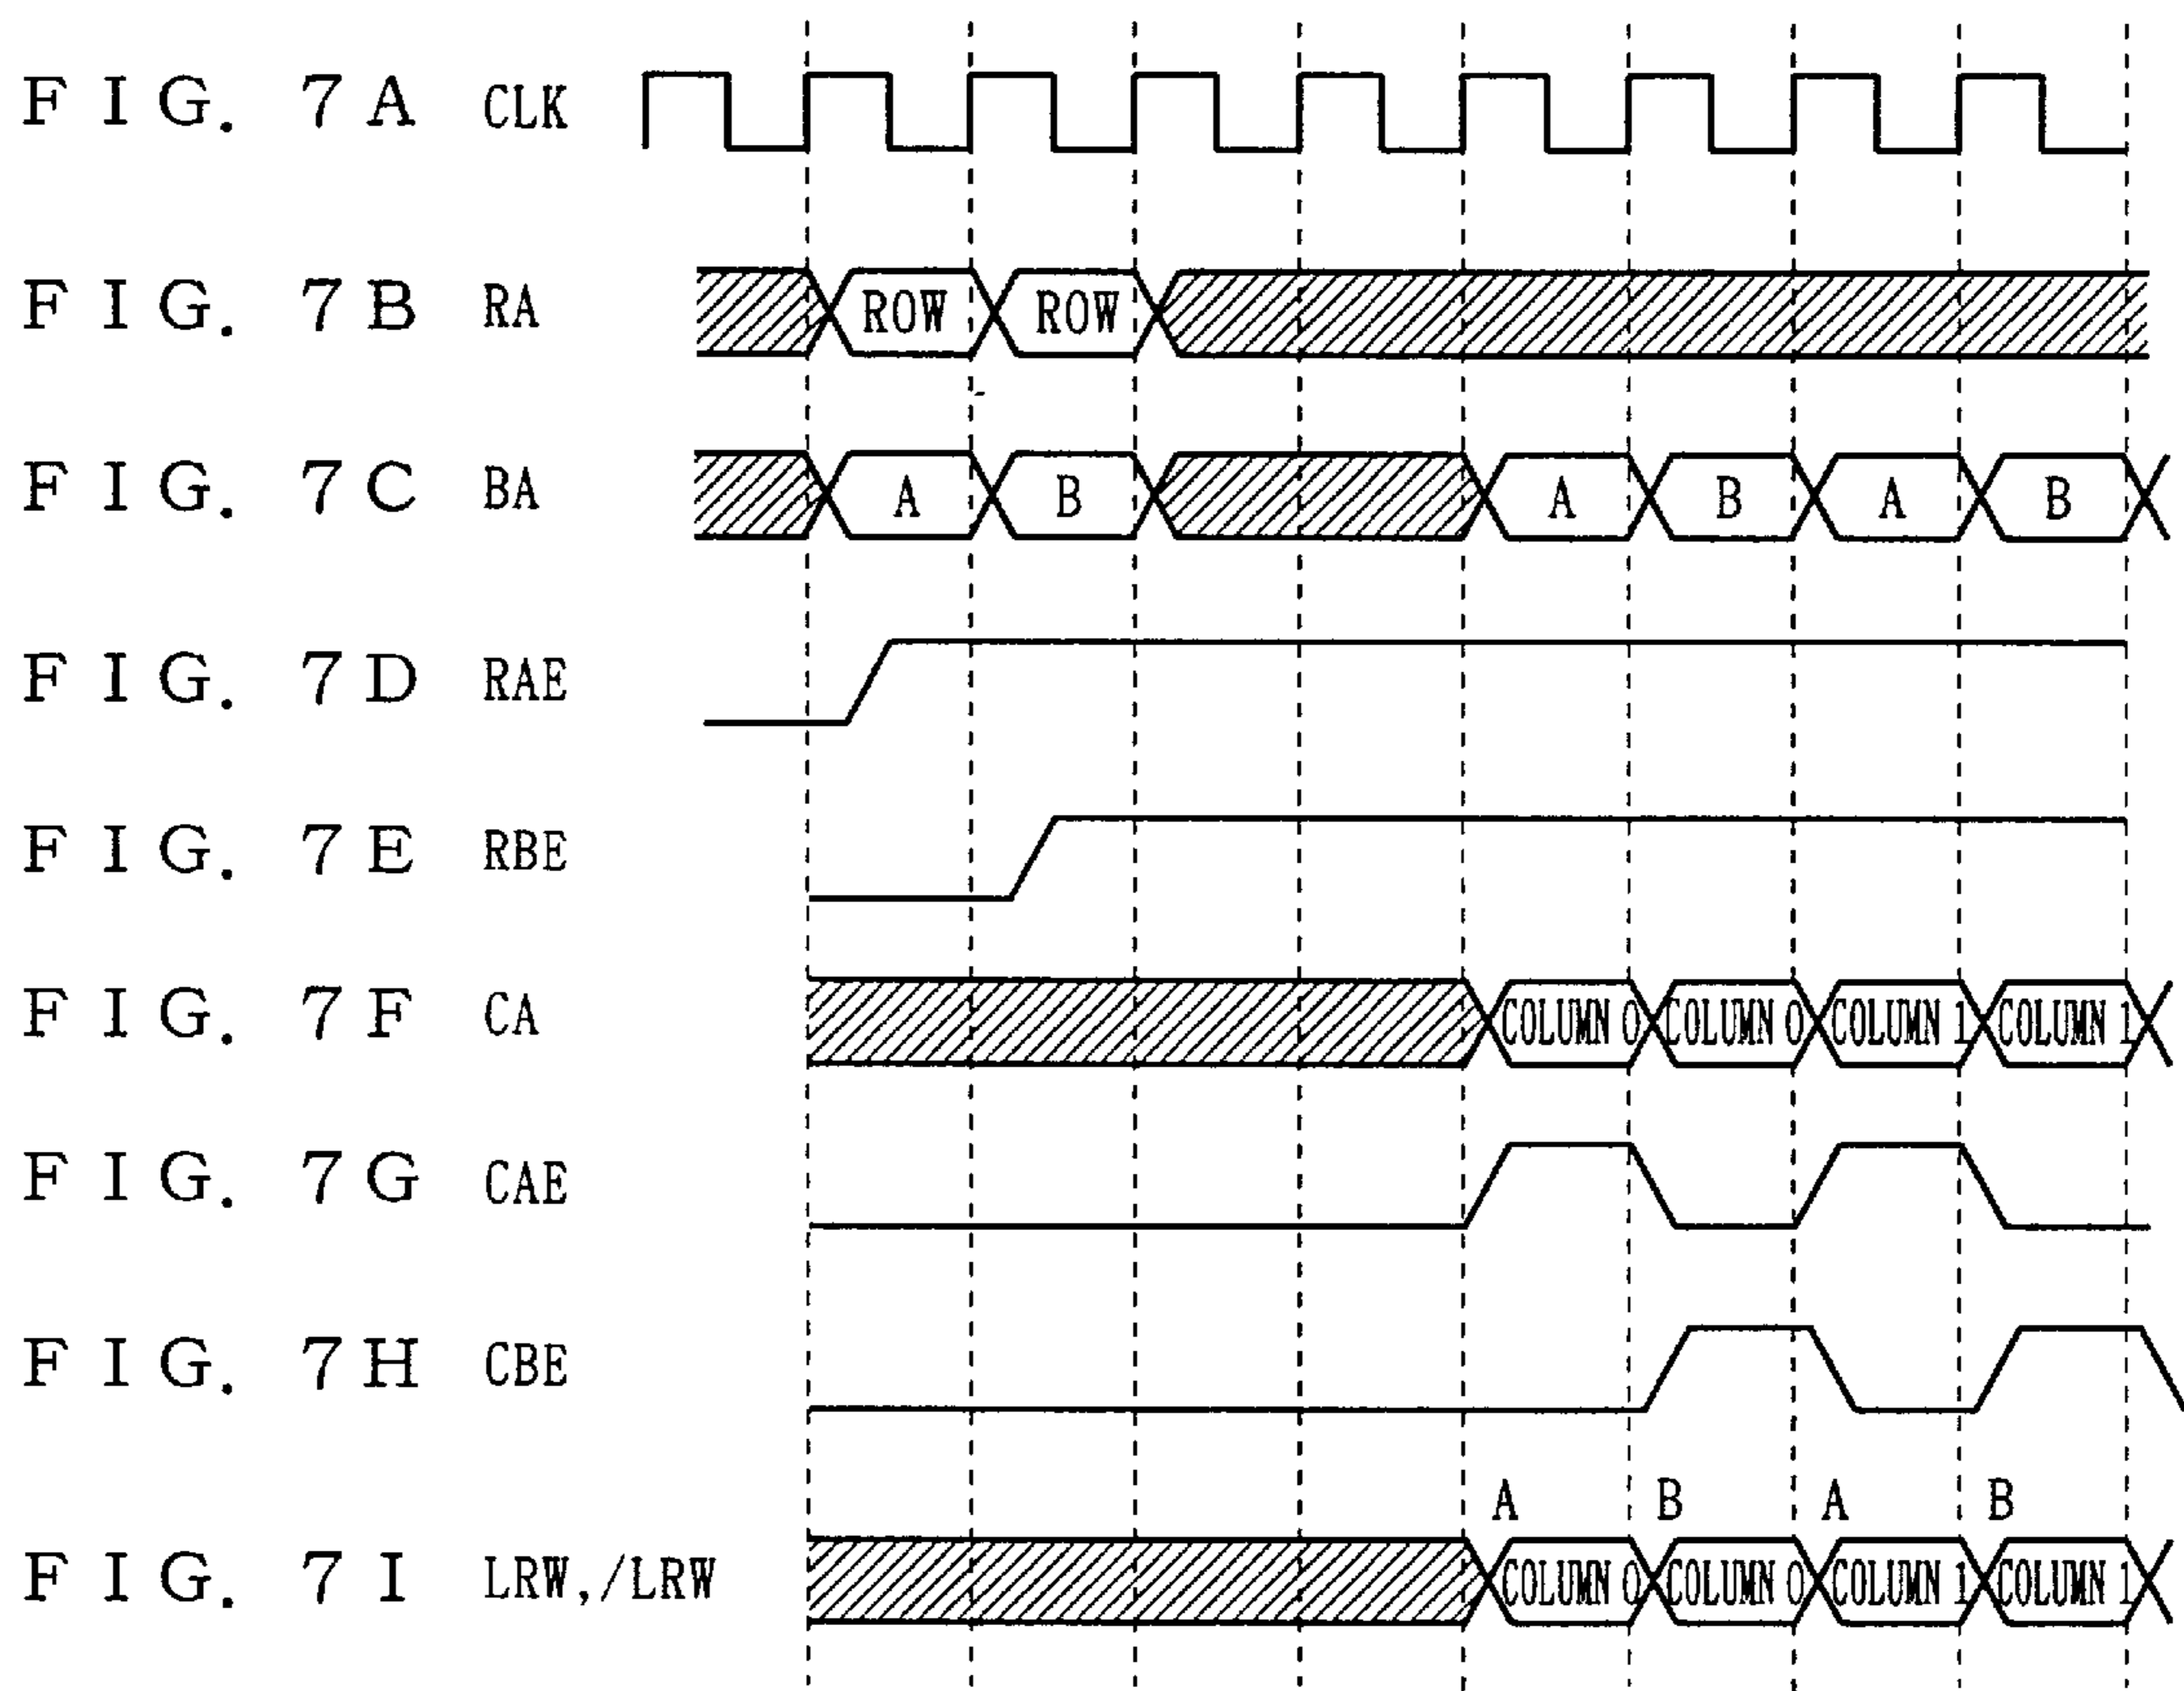 FIG. 7A CLK
FIG. 7B RA ROW ROW
FIG. 7C BA A B A B A B
FIG. 7D RAE
FIG. 7E RBE
FIG. 7F CA COLUMN 0 COLUMN 0 COLUMN 1 COLUMN 1
FIG. 7G CAE
FIG. 7H CBE
A B A B
FIG. 7I LRW,/LRW COLUMN 0 COLUMN 0 COLUMN 1 COLUMN 1